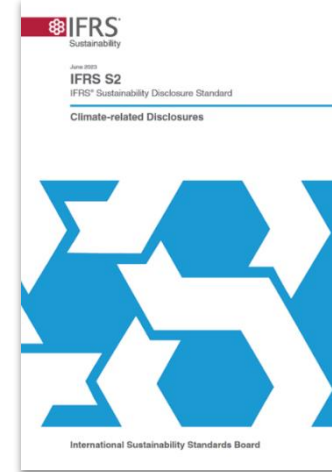 IFRS®
Sustainability
June 2023
IFRS S2
IFRS® Sustainability Disclosure Standard
Climate-related Disclosures
International Sustainability Standards Board